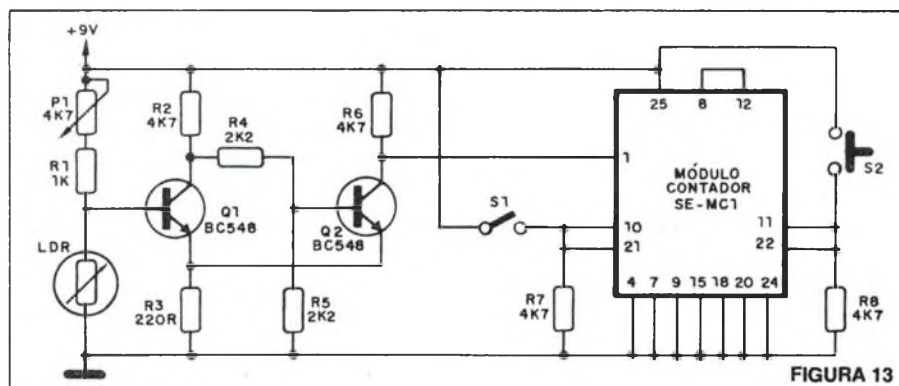 +9V
P1
4K7
R1
1K
LDR
R2
4K7
R4
2K2
Q1
BC548
R3
220R
R5
2K2
R6
4K7
Q2
BC548
S1
R7
4K7
25
8
12
1
MÓDULO
CONTADOR
SE-MC1
10
21
11
22
4 7 9 15 18 20 24
S2
R8
4K7
FIGURA 13